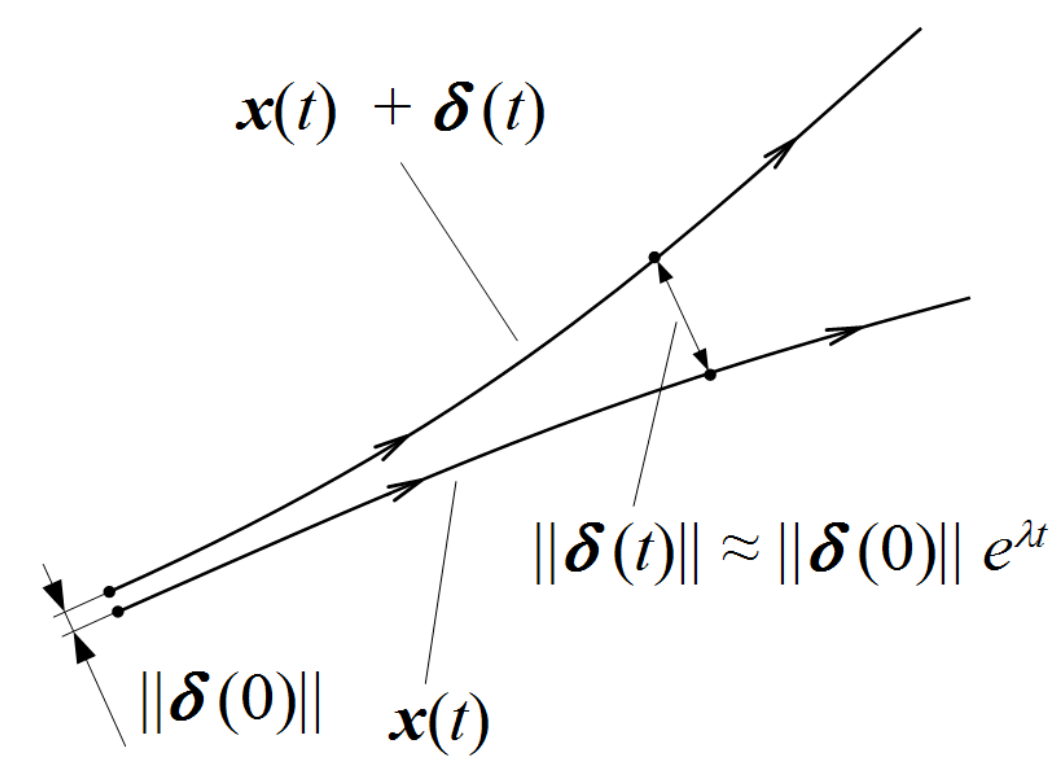 x(t) + δ(t)
||δ(t)|| ≈ ||δ(0)|| e^{λt}
||δ(0)||
x(t)